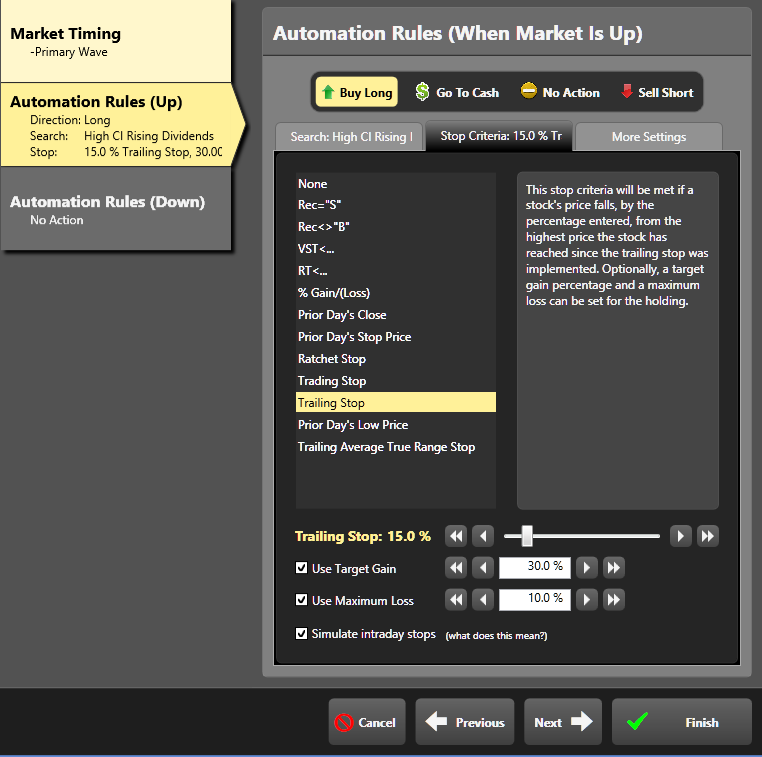 Market Timing
-Primary Wave
Automation Rules (Up)
Direction: Long
Search: High CI Rising Dividends
Stop: 15.0 % Trailing Stop, 30.00
Automation Rules (Down)
No Action
Automation Rules (When Market Is Up)
Buy Long
Go To Cash
No Action
Sell Short
Search: High CI Rising I
Stop Criteria: 15.0 % Tr
More Settings
None
Rec="S"
Rec<>"B"
VST<...
RT<...
% Gain/(Loss)
Prior Day's Close
Prior Day's Stop Price
Ratchet Stop
Trading Stop
Trailing Stop
Prior Day's Low Price
Trailing Average True Range Stop
This stop criteria will be met if a
stock's price falls, by the
percentage entered, from the
highest price the stock has
reached since the trailing stop was
implemented. Optionally, a target
gain percentage and a maximum
loss can be set for the holding.
Trailing Stop: 15.0 %
Use Target Gain
30.0 %
Use Maximum Loss
10.0 %
Simulate intraday stops (what does this mean?)
Cancel
Previous
Next
Finish